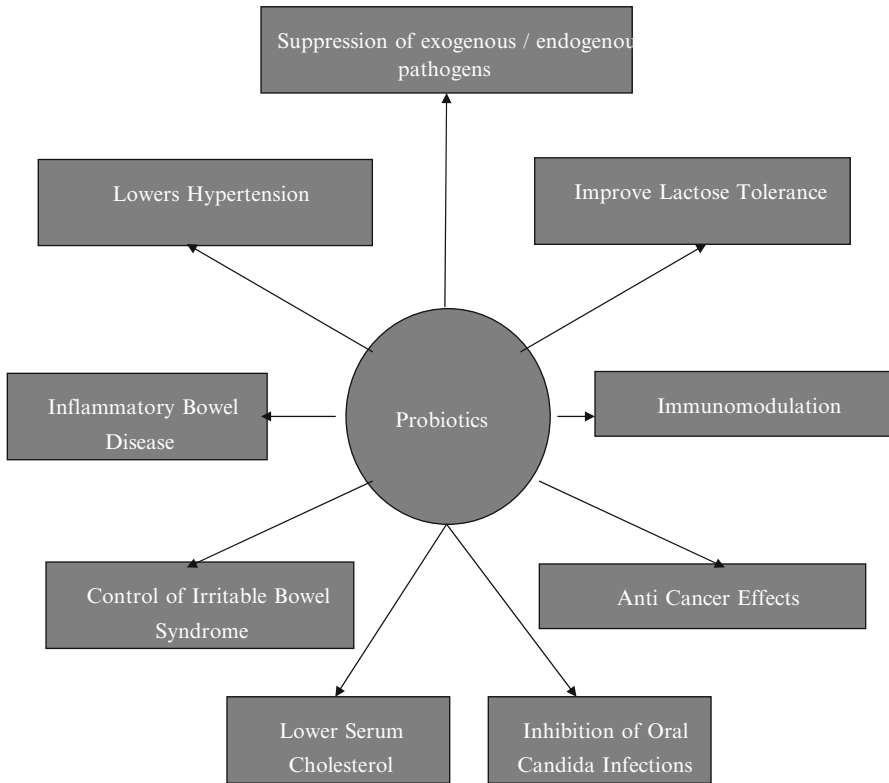 Suppression of exogenous / endogenous
pathogens
Lowers Hypertension
Improve Lactose Tolerance
Inflammatory Bowel
Disease
Probiotics
Immunomodulation
Control of Irritable Bowel
Syndrome
Anti Cancer Effects
Lower Serum
Cholesterol
Inhibition of Oral
Candida Infections